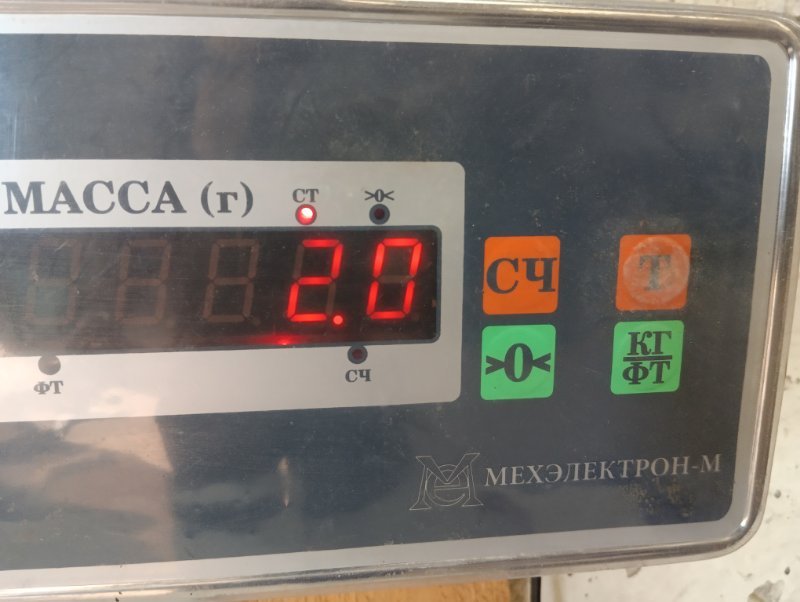 МАССА (г)
СТ >0<
2.0
ФТ СЧ
СЧ Т
>0< КГ
ФТ
МЕХЭЛЕКТРОН-М